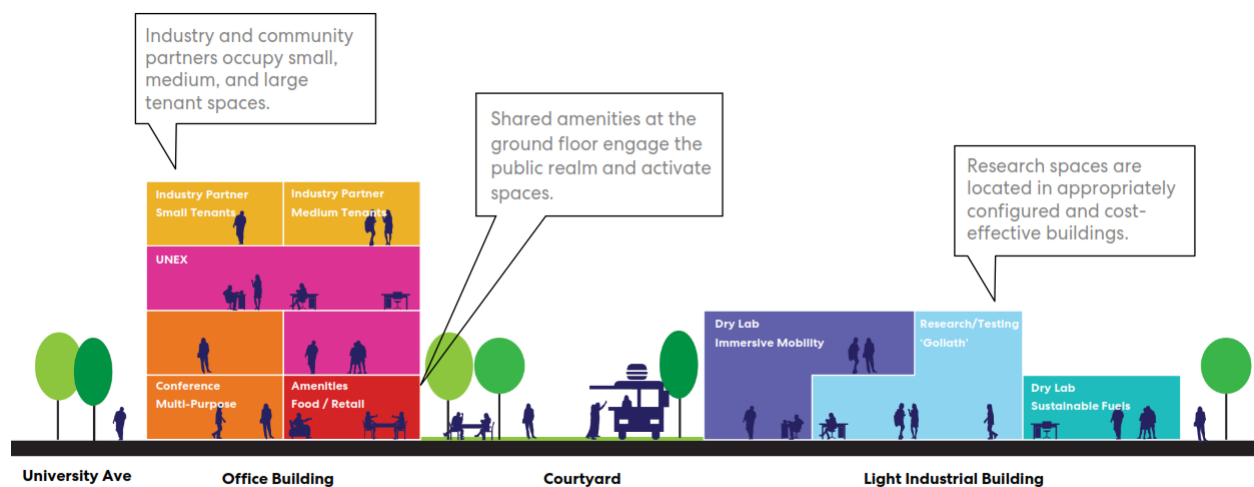 Industry and community
partners occupy small,
medium, and large
tenant spaces.
Shared amenities at the
ground floor engage the
public realm and activate
spaces.
Research spaces are
located in appropriately
configured and cost-
effective buildings.
Industry Partner
Small Tenants
Industry Partner
Medium Tenants
UNEX
Conference
Multi-Purpose
Amenities
Food / Retail
Dry Lab
Immersive Mobility
Research/Testing
'Goliath'
Dry Lab
Sustainable Fuels
University Ave
Office Building
Courtyard
Light Industrial Building